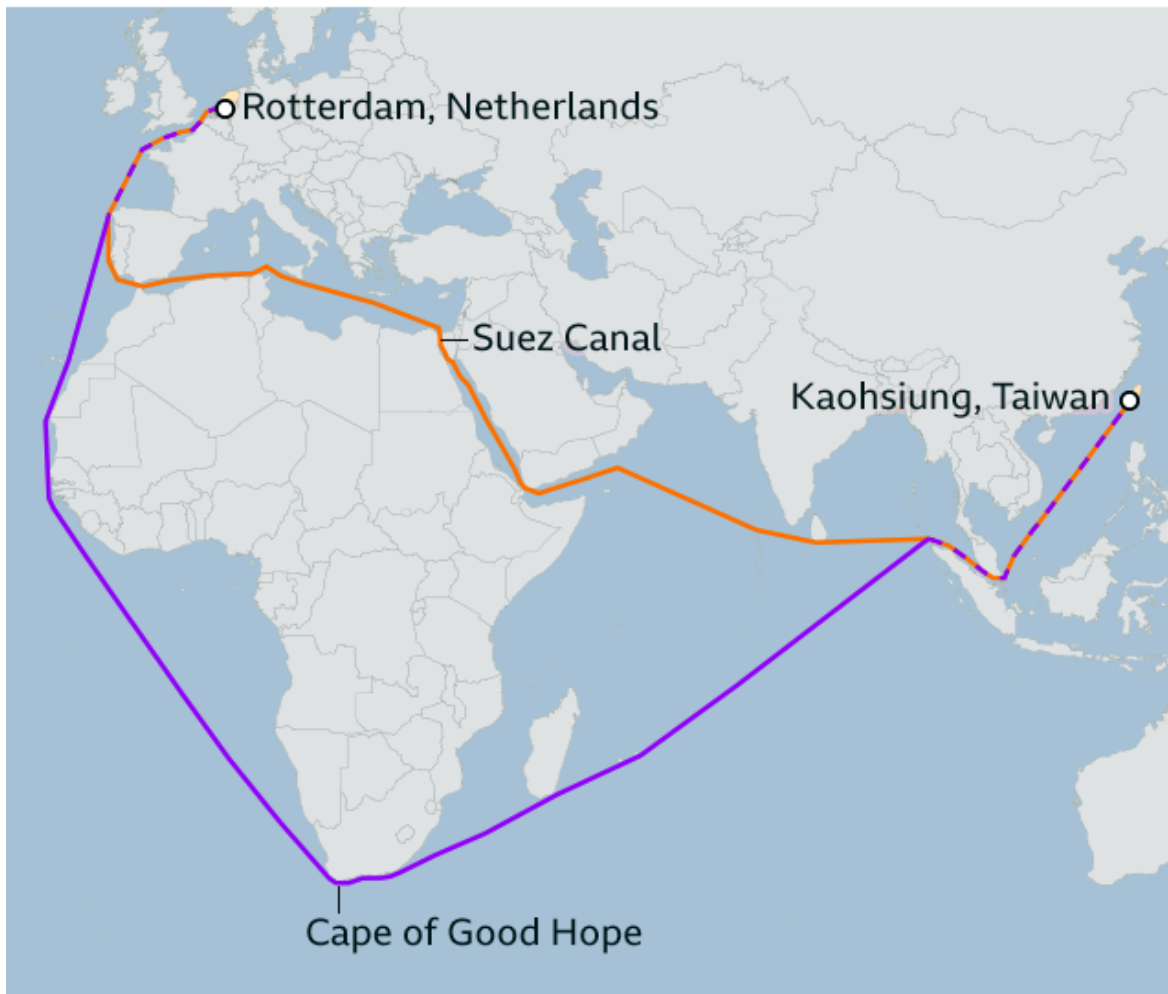 Rotterdam, Netherlands
Suez Canal
Kaohsiung, Taiwan
Cape of Good Hope